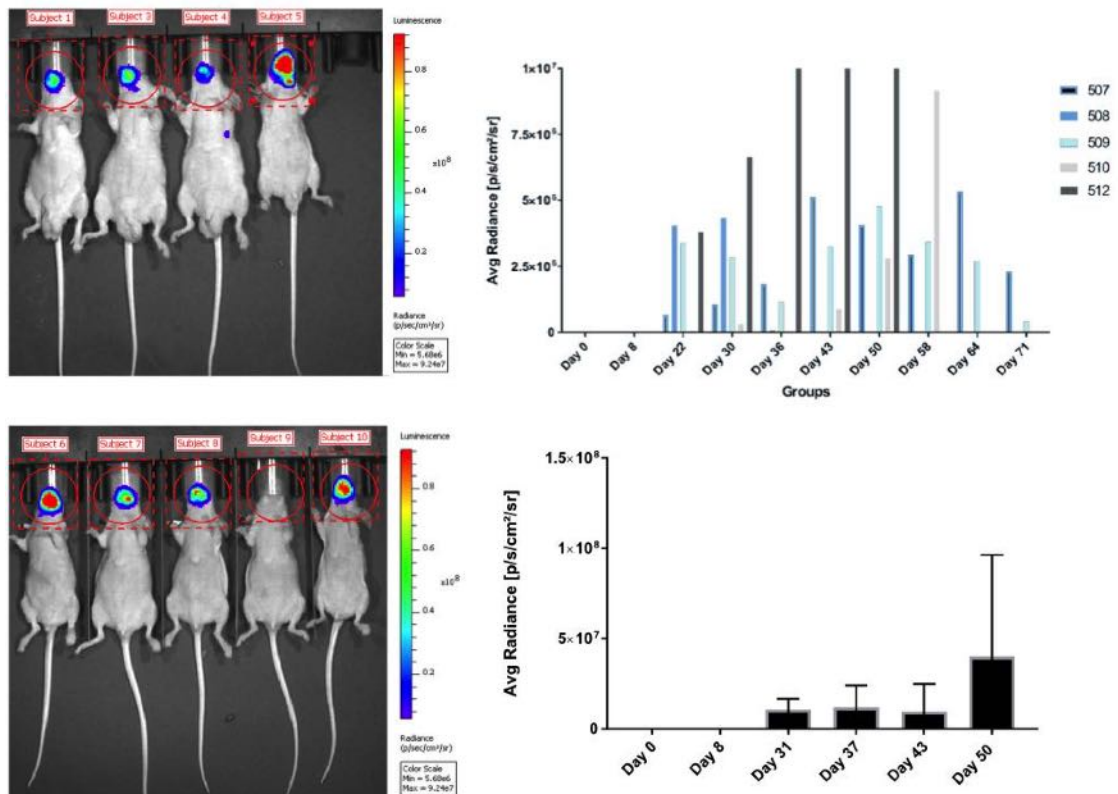 Subject 1 Subject 3 Subject 4 Subject 5
Luminescence
0.8
0.6
x10⁸
0.4
0.2
Radiance
(p/sec/cm²/sr)
Color Scale
Min = 5.68e6
Max = 9.24e7
Avg Radiance [p/s/cm²/sr]
1×10⁷
7.5×10⁶
5.0×10⁵
2.5×10⁵
0
Day 0 Day 8 Day 22 Day 30 Day 36 Day 43 Day 50 Day 58 Day 64 Day 71
Groups
507
508
509
510
512
Subject 6 Subject 7 Subject 8 Subject 9 Subject 10
Luminescence
0.8
0.6
x10⁸
0.4
0.2
Radiance
(p/sec/cm²/sr)
Color Scale
Min = 5.68e6
Max = 9.24e7
Avg Radiance [p/s/cm²/sr]
1.5×10⁸
1×10⁸
5×10⁷
0
Day 0 Day 8 Day 31 Day 37 Day 43 Day 50